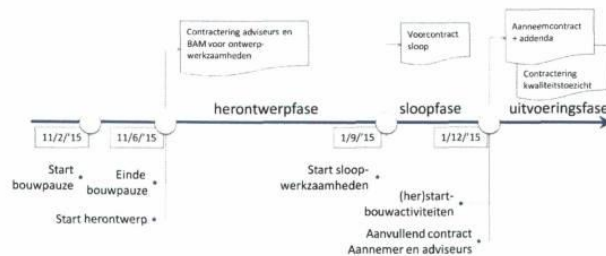 Contractering adviseurs en
BAM voor ontwerp-
werkzaamheden
Voorcontract
sloop
Aanneemcontract
+ addenda
Contractering
kwaliteitstoezicht
herontwerpfase
sloopfase
uitvoeringsfase
11/2/'15
11/6/'15
1/9/'15
1/12/'15
Start
bouwpauze
Einde
bouwpauze
Start herontwerp
Start sloop-
werkzaamheden
(her)start-
bouwactiviteiten
Aanvullend contract
Aannemer en adviseurs